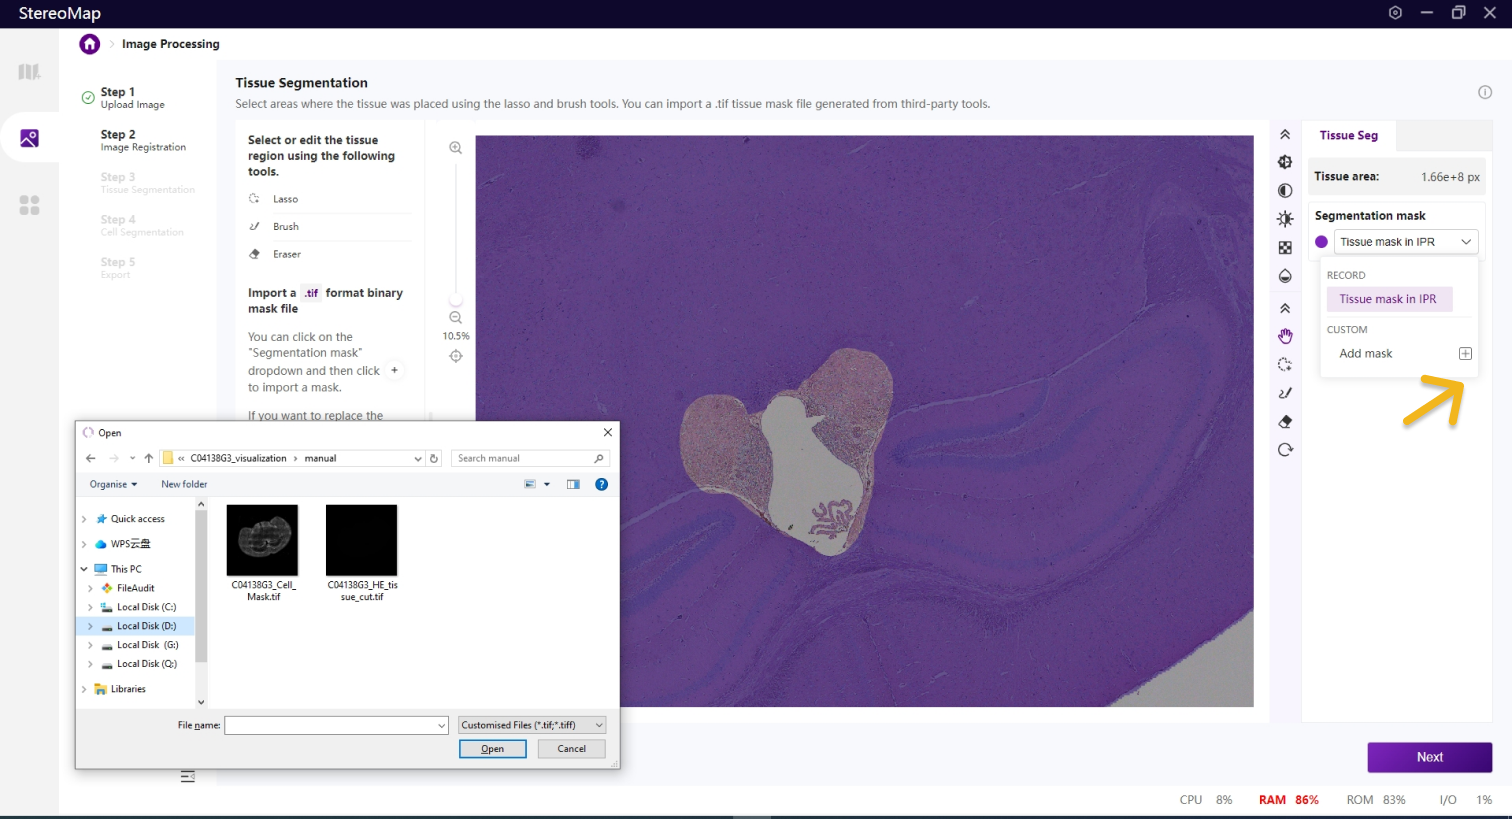 StereoMap
Image Processing
Step 1
Upload Image
Step 2
Image Registration
Step 3
Tissue Segmentation
Step 4
Cell Segmentation
Step 5
Export
Tissue Segmentation
Select areas where the tissue was placed using the lasso and brush tools. You can import a .tif tissue mask file generated from third-party tools.
Select or edit the tissue
region using the following
tools.
Lasso
Brush
Eraser
Import a .tif format binary
mask file
You can click on the
"Segmentation mask"
dropdown and then click +
to import a mask.
If you want to replace the
10.5%
Tissue Seg
Tissue area: 1.66e+8 px
Segmentation mask
Tissue mask in IPR
RECORD
Tissue mask in IPR
CUSTOM
Add mask
Open
« C04138G3_visualization › manual
Search manual
Organise
New folder
Quick access
WPS云盘
This PC
FileAudit
Local Disk (C:)
Local Disk (D:)
Local Disk (G:)
Local Disk (Q:)
Libraries
C04138G3_Cell_
Mask.tif
C04138G3_HE_tis
sue_cut.tif
File name:
Customised Files (*.tif;*.tiff)
Open
Cancel
Next
CPU 8% RAM 86% ROM 83% I/O 1%